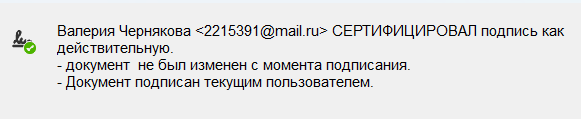 Валерия Чернякова <2215391@mail.ru> СЕРТИФИЦИРОВАЛ подпись как
действительную.
- документ  не был изменен с момента подписания.
- Документ подписан текущим пользователем.